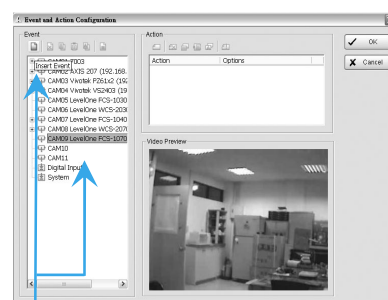 Event and Action Configuration
Event
Insert Event
CAM01 7003
CAM02 AXIS 207 (192.168.
CAM03 Vivotek PZ61x2 (192
CAM04 Vivotek VS2403 (19
CAM05 LevelOne FCS-1030
CAM06 LevelOne WCS-203
CAM07 LevelOne FCS-1040
CAM08 LevelOne WCS-207
CAM09 LevelOne FCS-1070
CAM10
CAM11
Digital Input
System
Action
Action Options
Video Preview
OK
Cancel